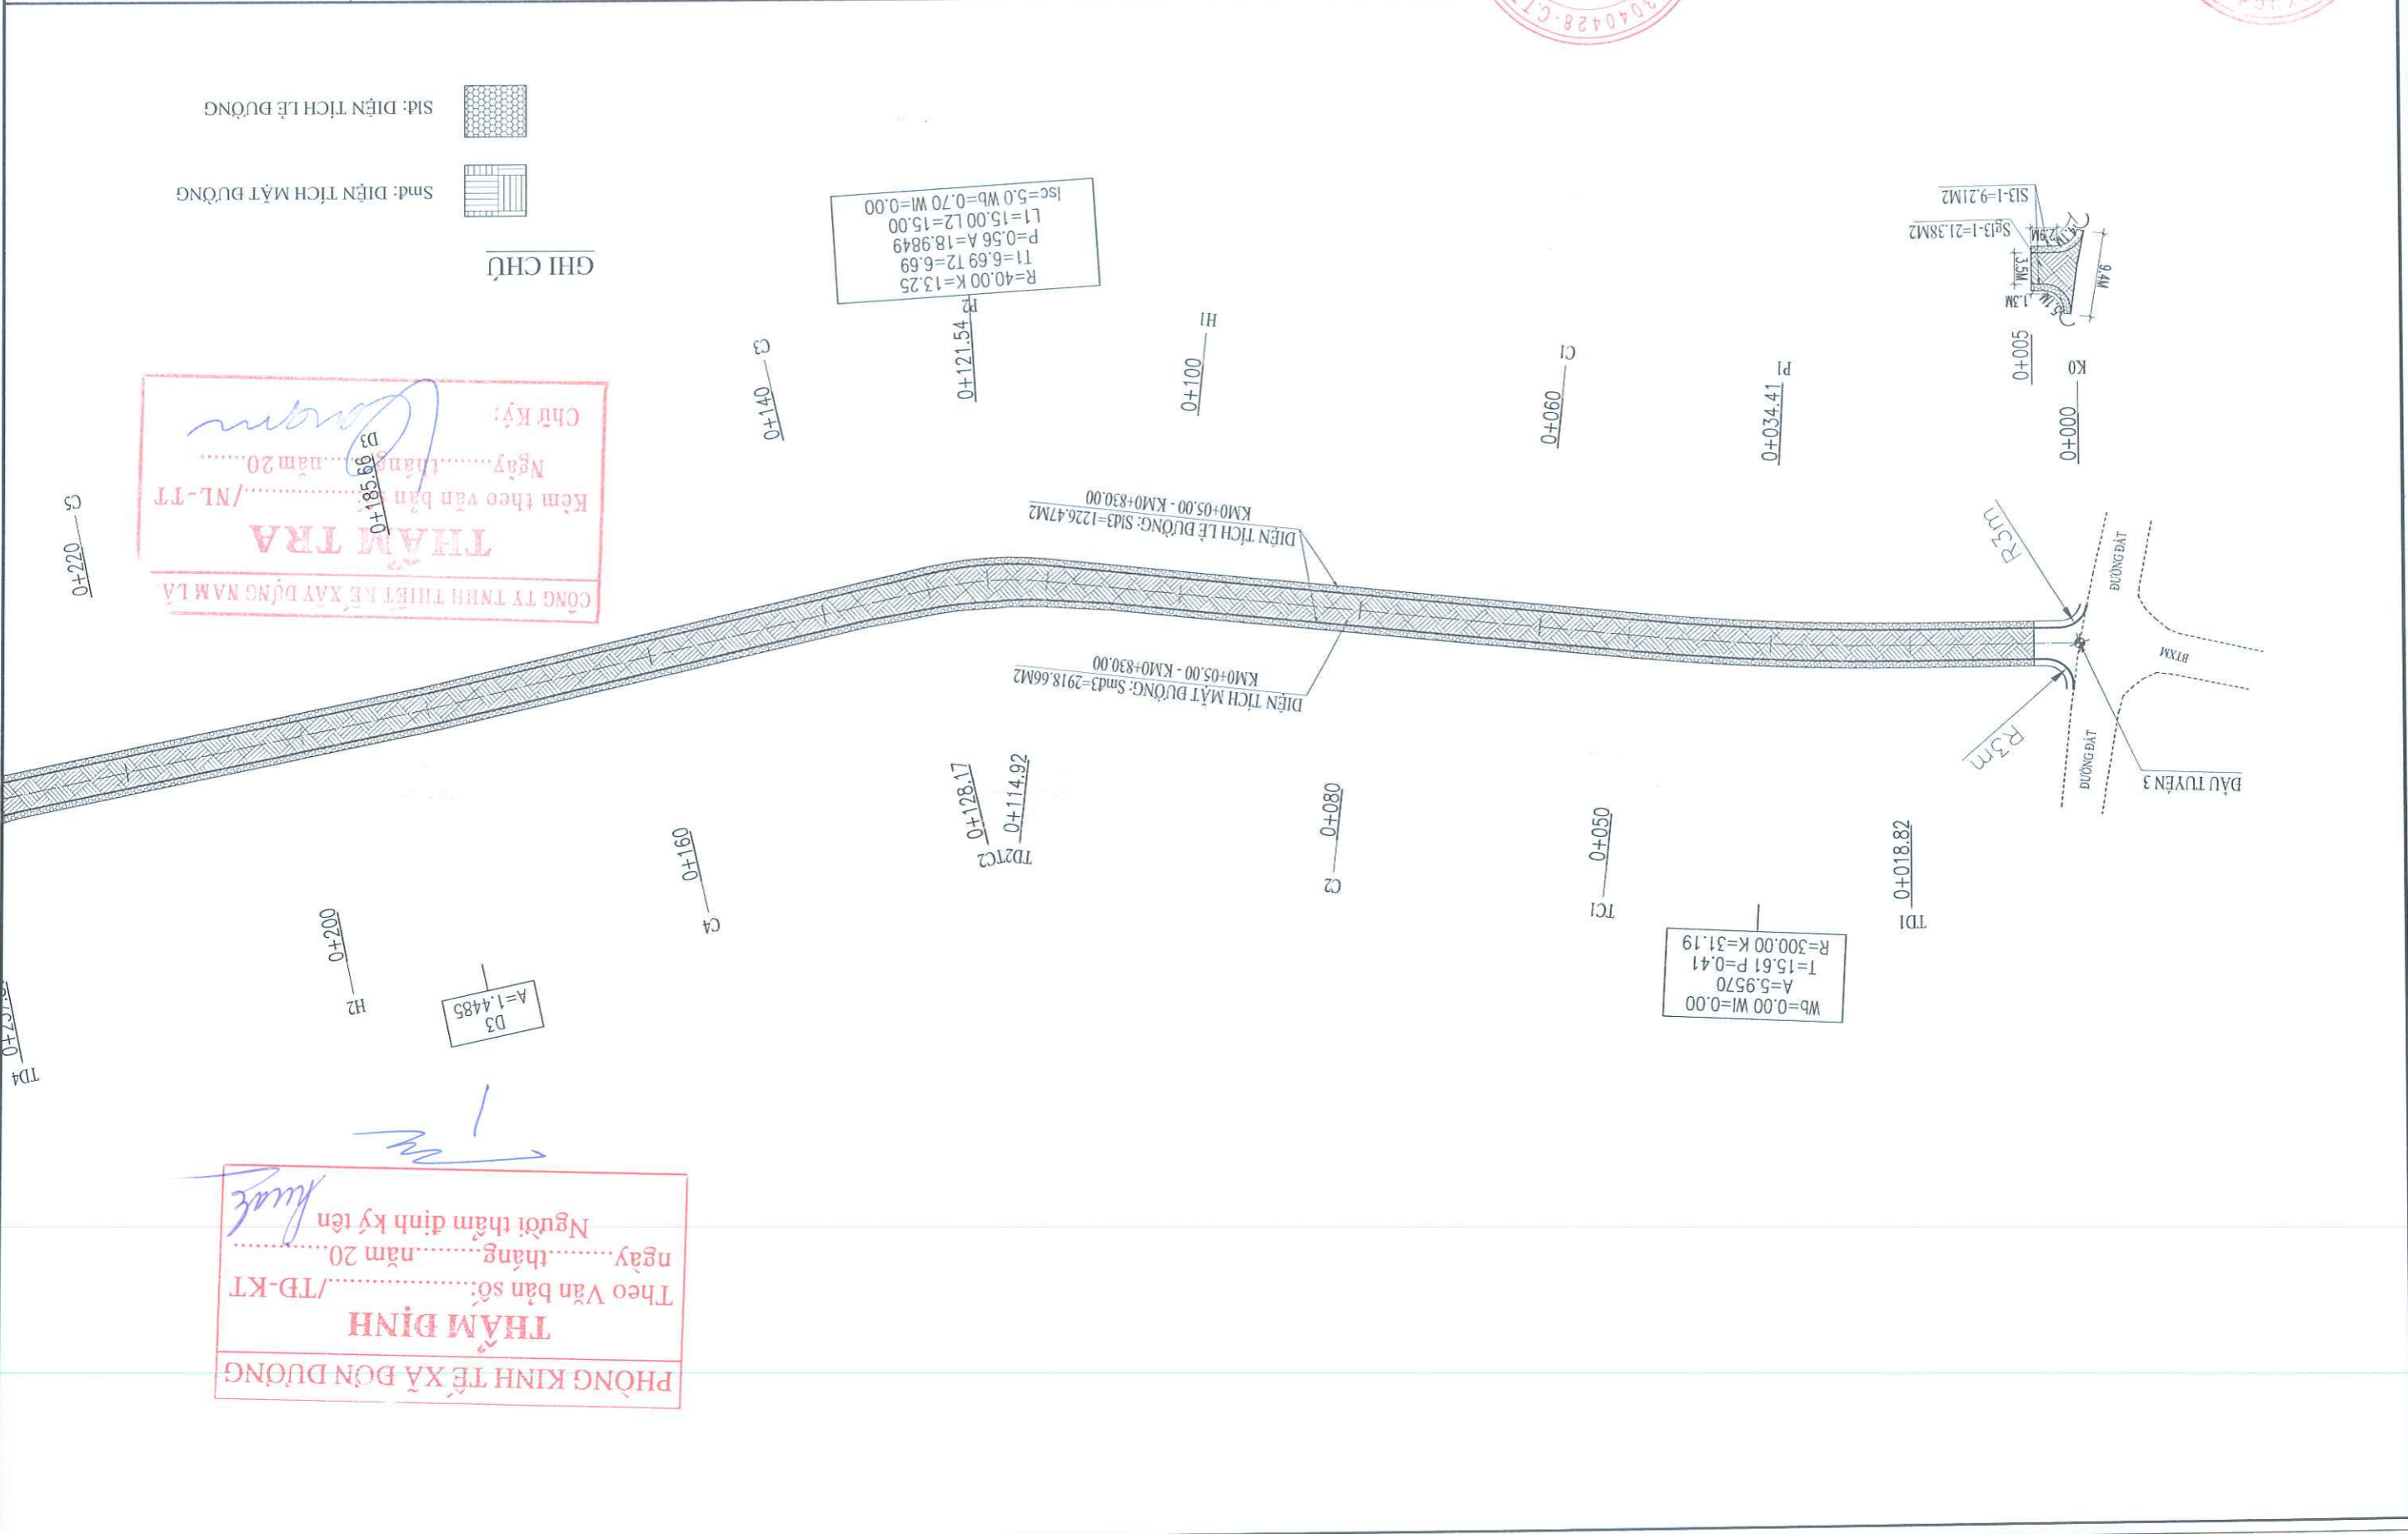 PHÒNG KINH TẾ XÃ ĐƠN DƯƠNG
THẨM ĐỊNH
Theo Văn bản số:.................../TĐ-KT
ngày.........tháng.........năm 20.............
Người thẩm định ký tên
TD4
D3
A=1.4485
H2
0+200
C4
0+160
TD2TC2
0+128.17
0+114.92
C2
0+080
TC1
0+050
Wb=0.00 Wl=0.00
A=5.9570
T=15.61 P=0.41
R=300.00 K=31.19
TD1
0+018.82
ĐẦU TUYẾN 3
ĐƯỜNG ĐẤT
R3m
BTXM
ĐƯỜNG ĐẤT
R3m
DIỆN TÍCH MẶT ĐƯỜNG: Smđ3=2918.66M2
KM0+05.00 - KM0+830.00
DIỆN TÍCH LỀ ĐƯỜNG: Slđ3=1226.47M2
KM0+05.00 - KM0+830.00
CÔNG TY TNHH THIẾT KẾ XÂY DỰNG NAM LÂ
THẨM TRA
Kèm theo văn bản ................/NL-TT
Ngày........tháng.......năm 20.......
Chữ Ký:
K0
0+000
0+005
P1
0+034.41
C1
0+060
H1
0+100
P2
0+121.54
C3
0+140
D3
0+185.66
C5
0+220
R=40.00 K=13.25
T1=6.69 T2=6.69
P=0.56 A=18.9849
L1=15.00 L2=15.00
Isc=5.0 Wb=0.70 Wl=0.00
9.4M
5.1M
1.3M
3.5M
2.9M
4.1M
Sgl3-1=21.38M2
Sl3-1=9.21M2
GHI CHÚ
Smđ: DIỆN TÍCH MẶT ĐƯỜNG
Slđ: DIỆN TÍCH LỀ ĐƯỜNG